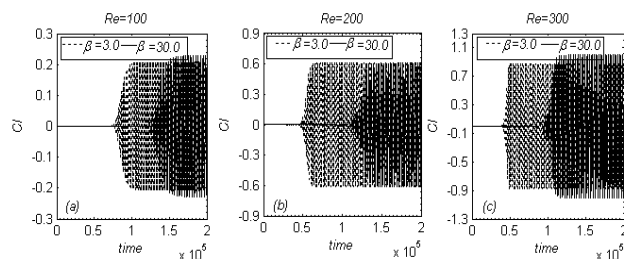 Re=100
Re=200
Re=300
β=3.0 β=30.0
β=3.0 β=30.0
β=3.0 β=30.0
0.3
0.2
0.1
0
-0.1
-0.2
-0.3
Cl
(a)
0 0.5 1 1.5 2
time
x 10^5
0.9
0.6
0.3
0
-0.3
-0.6
-0.9
Cl
(b)
0 0.5 1 1.5 2
time
x 10^5
1.3
1.1
0.7
0.3
-0.1
-0.5
-0.9
-1.3
Cl
(c)
0 0.5 1 1.5 2
time
x 10^5